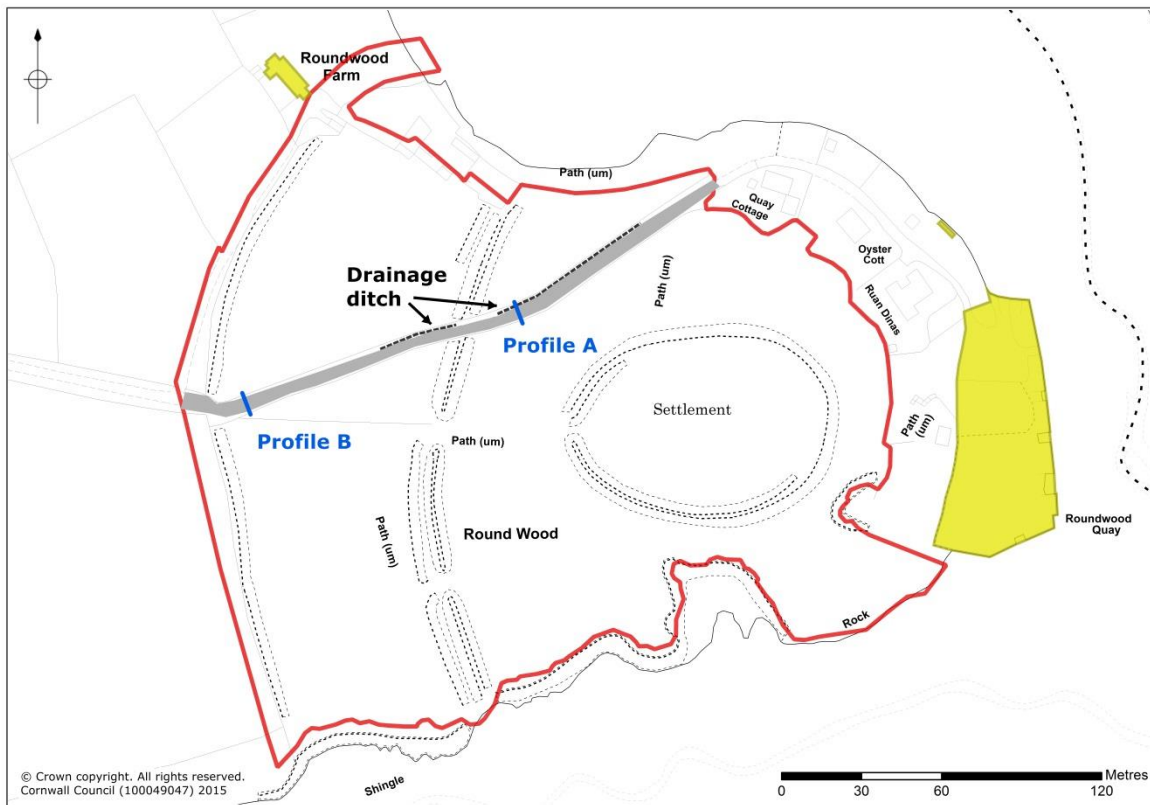 Roundwood
Farm
Path (um)
Quay
Cottage
Oyster
Cott
Ruan Dinas
Path (um)
Drainage
ditch
Profile A
Profile B
Settlement
Path (um)
Path
(um)
Path (um)
Round Wood
Roundwood
Quay
Rock
Shingle
© Crown copyright. All rights reserved.
Cornwall Council (100049047) 2015
Metres
0 30 60 120